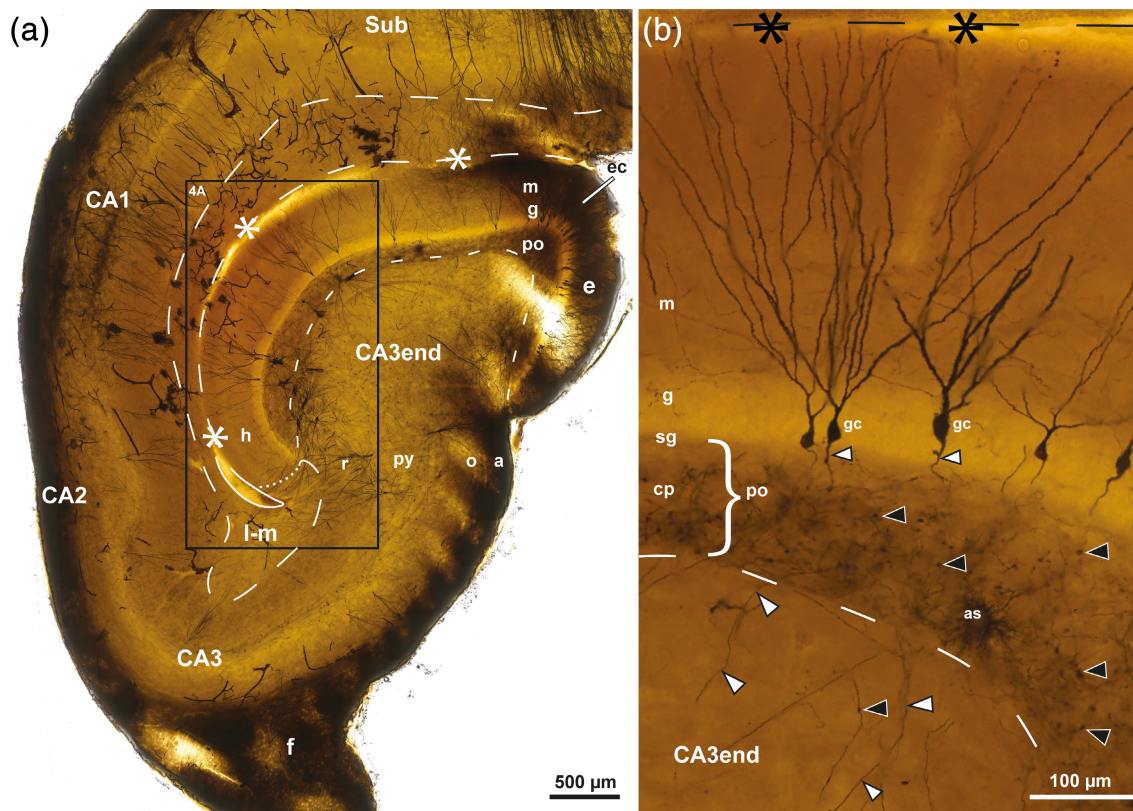 (a)
Sub
ec
CA1
4A
m
g
po
e
CA3end
h
r
py
o
a
CA2
l-m
CA3
f
500 µm
(b)
m
g
gc
gc
sg
cp
po
as
CA3end
100 µm